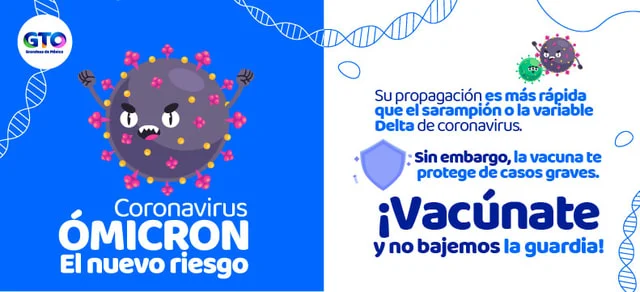 GTO
Grandeza de México
Coronavirus
ÓMICRON
El nuevo riesgo
Su propagación es más rápida
que el sarampión o la variable
Delta de coronavirus.
Sin embargo, la vacuna te
protege de casos graves.
¡Vacúnate
y no bajemos la guardia!